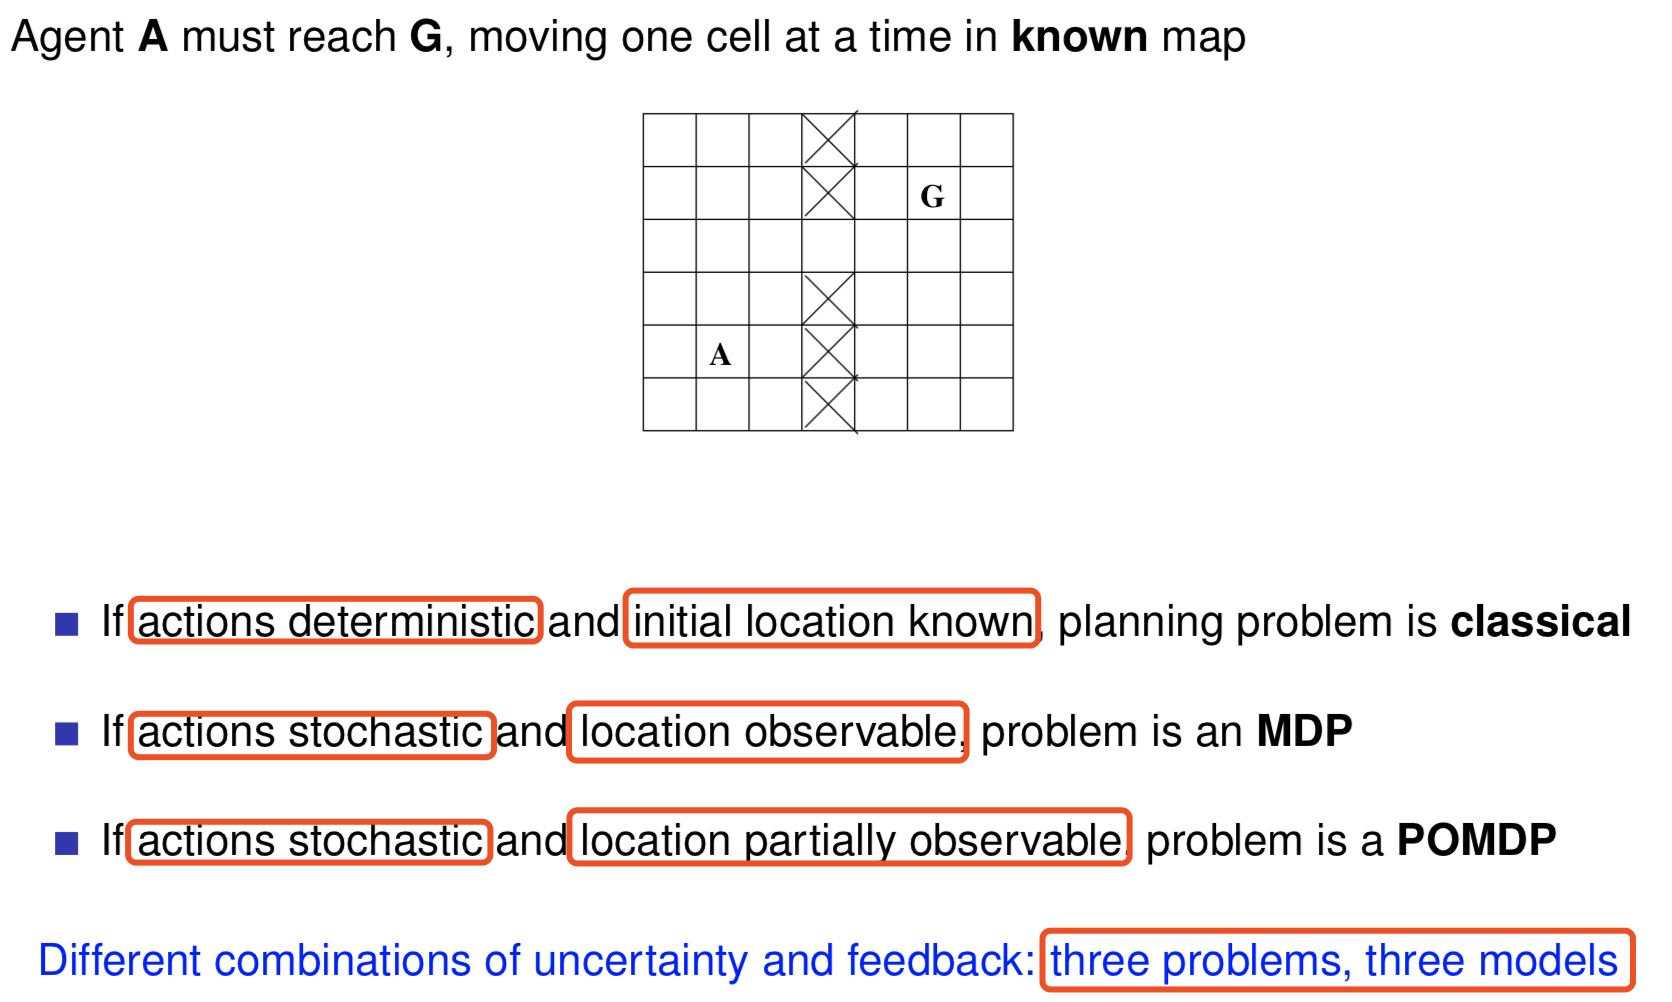 Agent A must reach G, moving one cell at a time in known map
G
A
If actions deterministic and initial location known, planning problem is classical
If actions stochastic and location observable, problem is an MDP
If actions stochastic and location partially observable, problem is a POMDP
Different combinations of uncertainty and feedback: three problems, three models